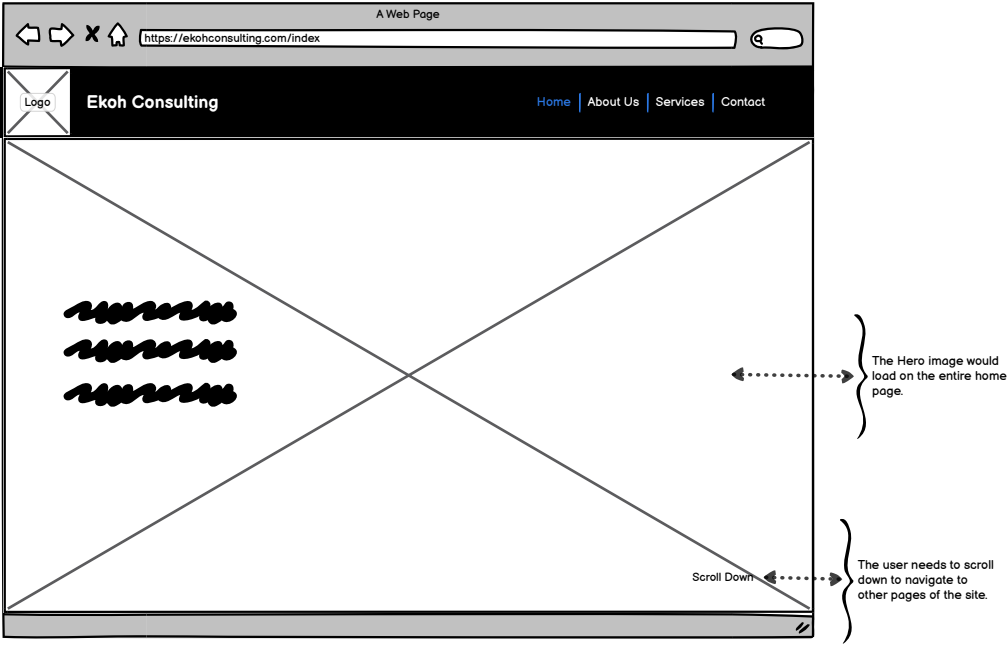 A Web Page
https://ekohconsulting.com/index
Logo
Ekoh Consulting
Home
About Us
Services
Contact
The Hero image would
load on the entire home
page.
Scroll Down
The user needs to scroll
down to navigate to
other pages of the site.